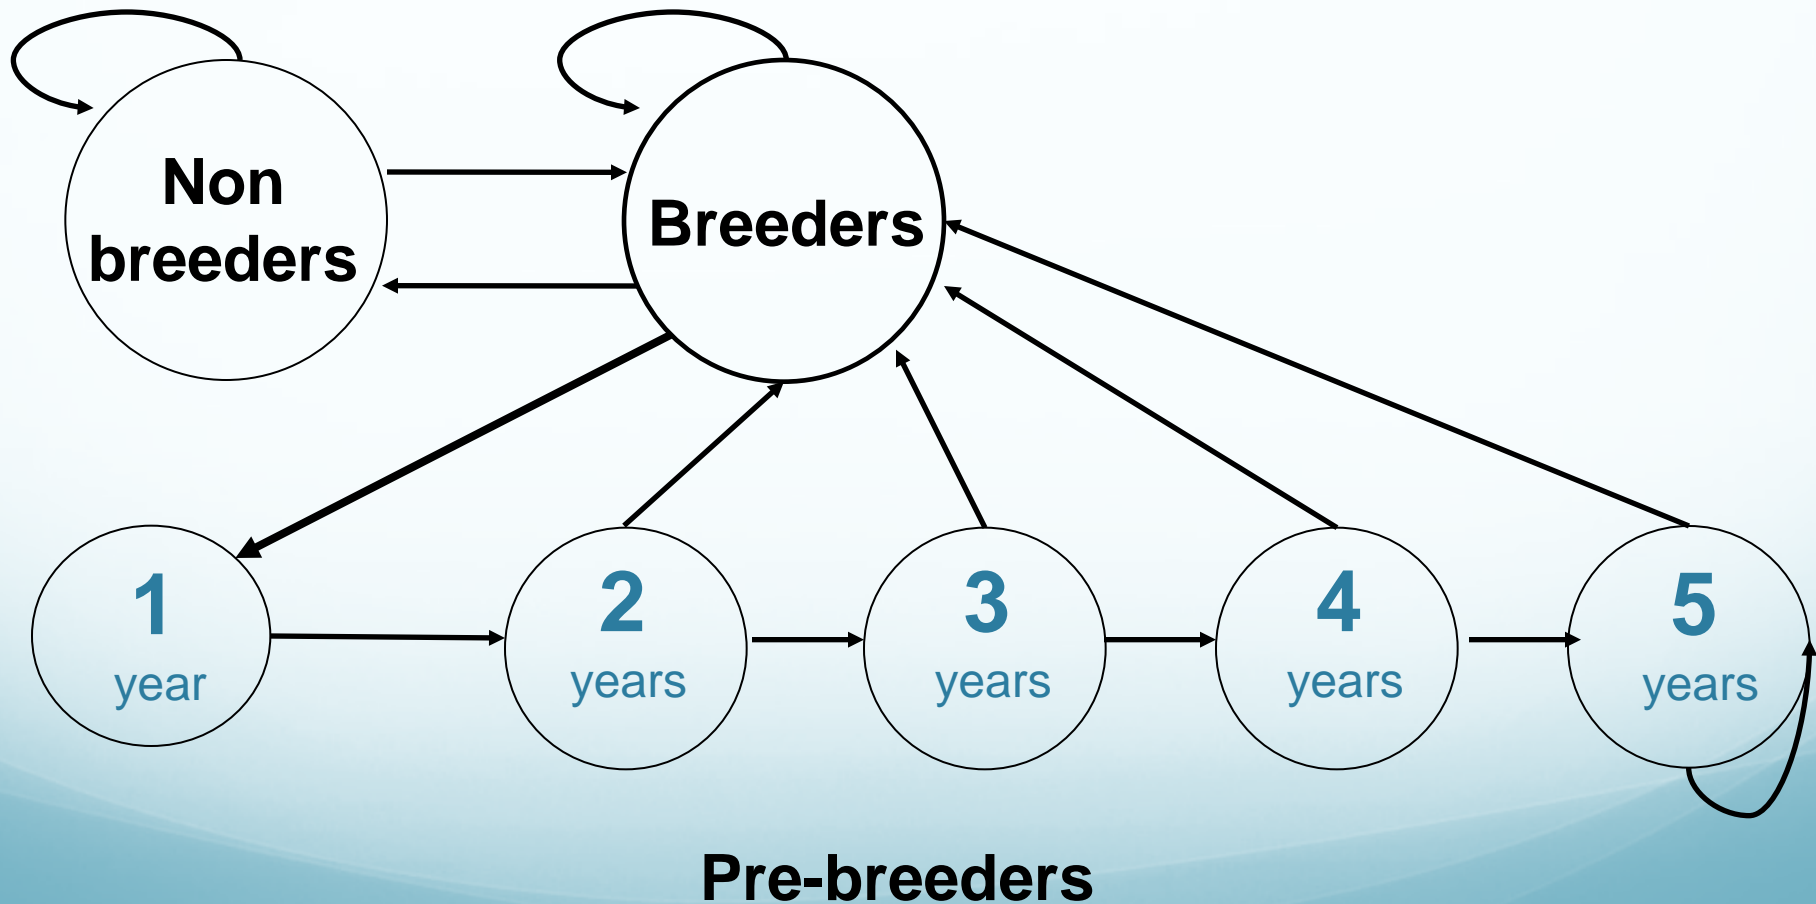 Non
breeders
Breeders
1
year
2
years
3
years
4
years
5
years
Pre-breeders